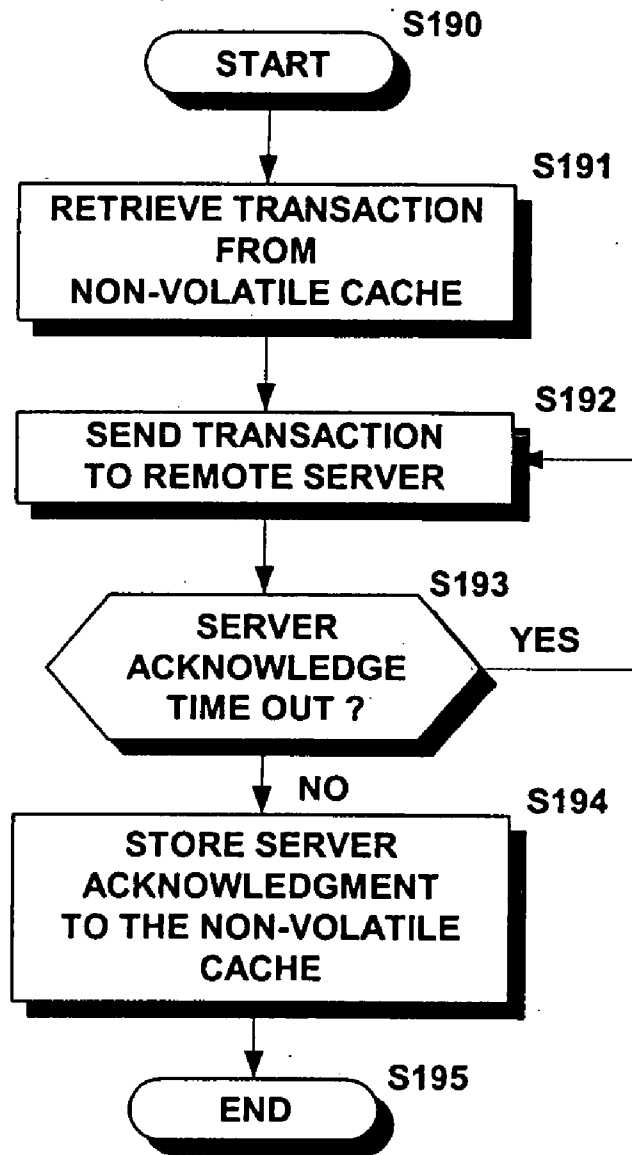 S190
START
S191
RETRIEVE TRANSACTION
FROM
NON-VOLATILE CACHE
S192
SEND TRANSACTION
TO REMOTE SERVER
S193
SERVER
ACKNOWLEDGE
TIME OUT ?
YES
NO
S194
STORE SERVER
ACKNOWLEDGMENT
TO THE NON-VOLATILE
CACHE
S195
END